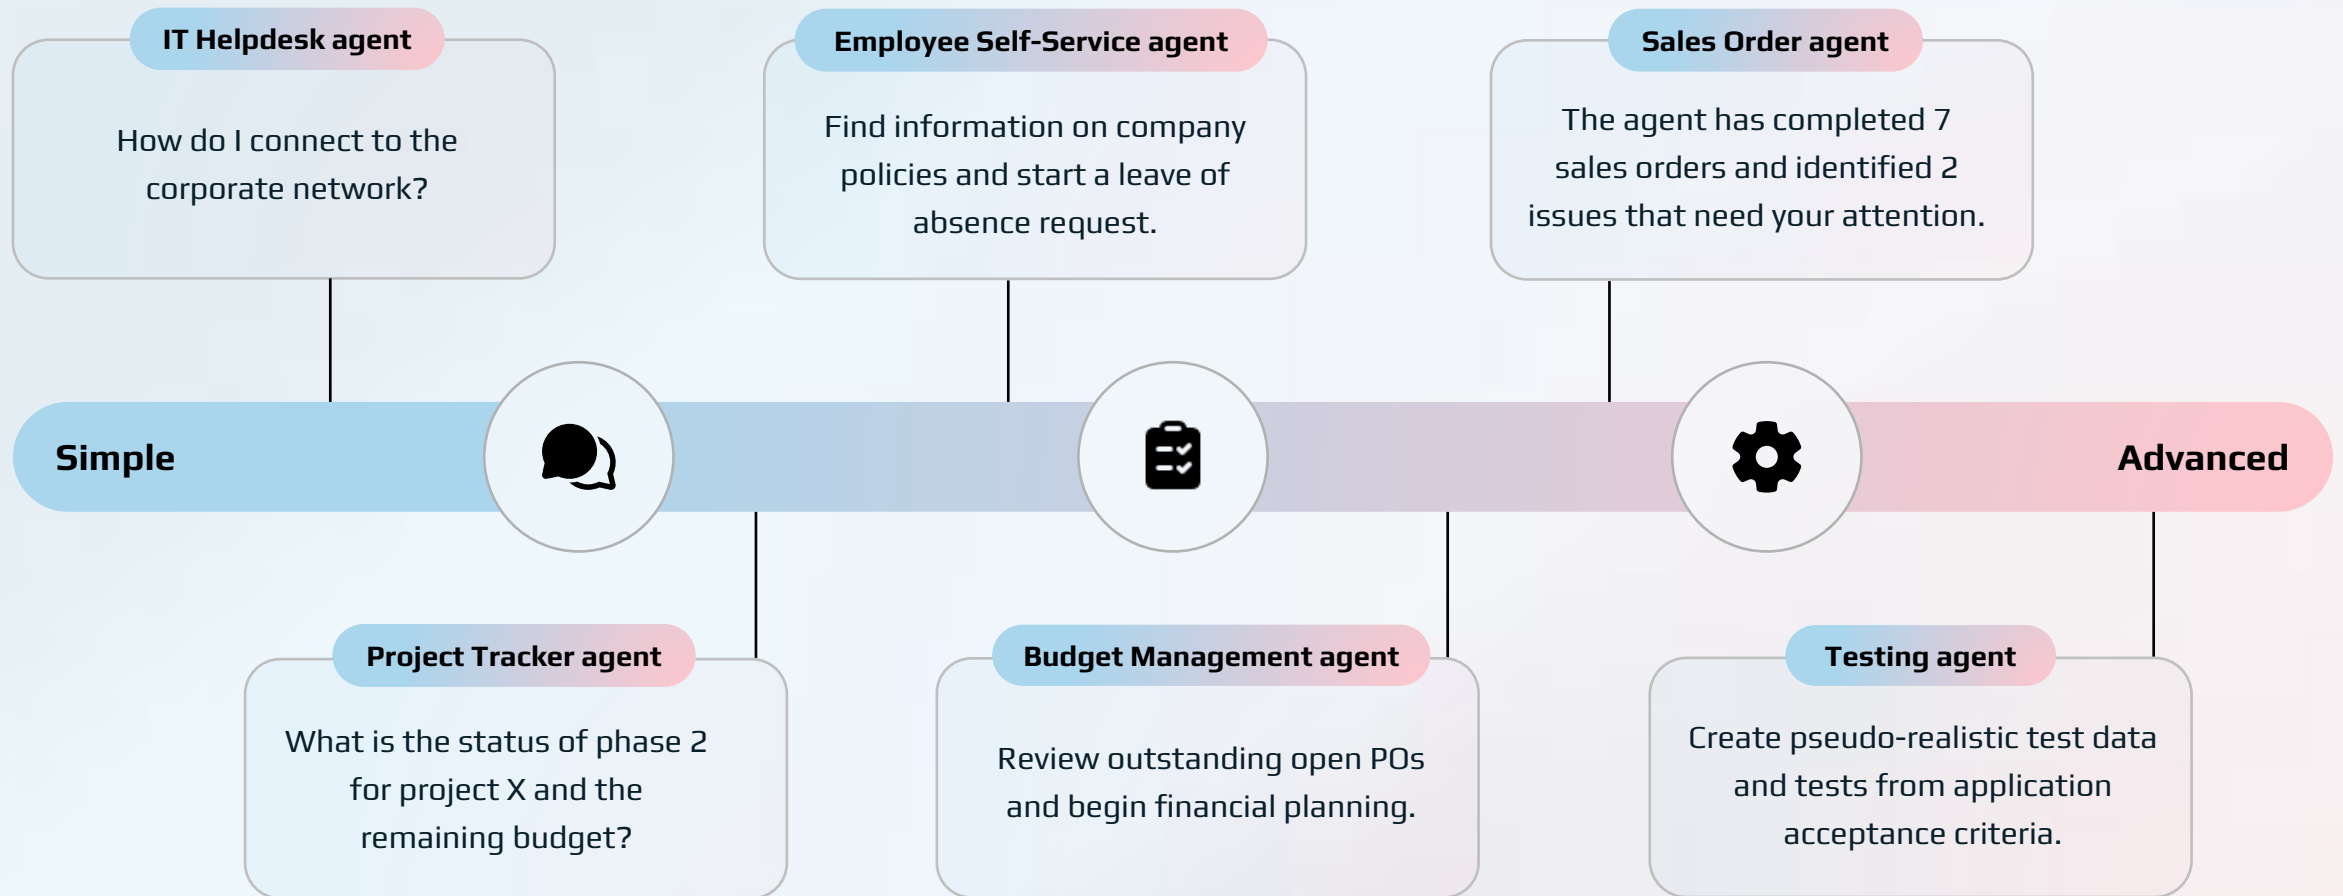 IT Helpdesk agent
How do I connect to the
corporate network?
Employee Self-Service agent
Find information on company
policies and start a leave of
absence request.
Sales Order agent
The agent has completed 7
sales orders and identified 2
issues that need your attention.
Simple
Advanced
Project Tracker agent
What is the status of phase 2
for project X and the
remaining budget?
Budget Management agent
Review outstanding open POs
and begin financial planning.
Testing agent
Create pseudo-realistic test data
and tests from application
acceptance criteria.